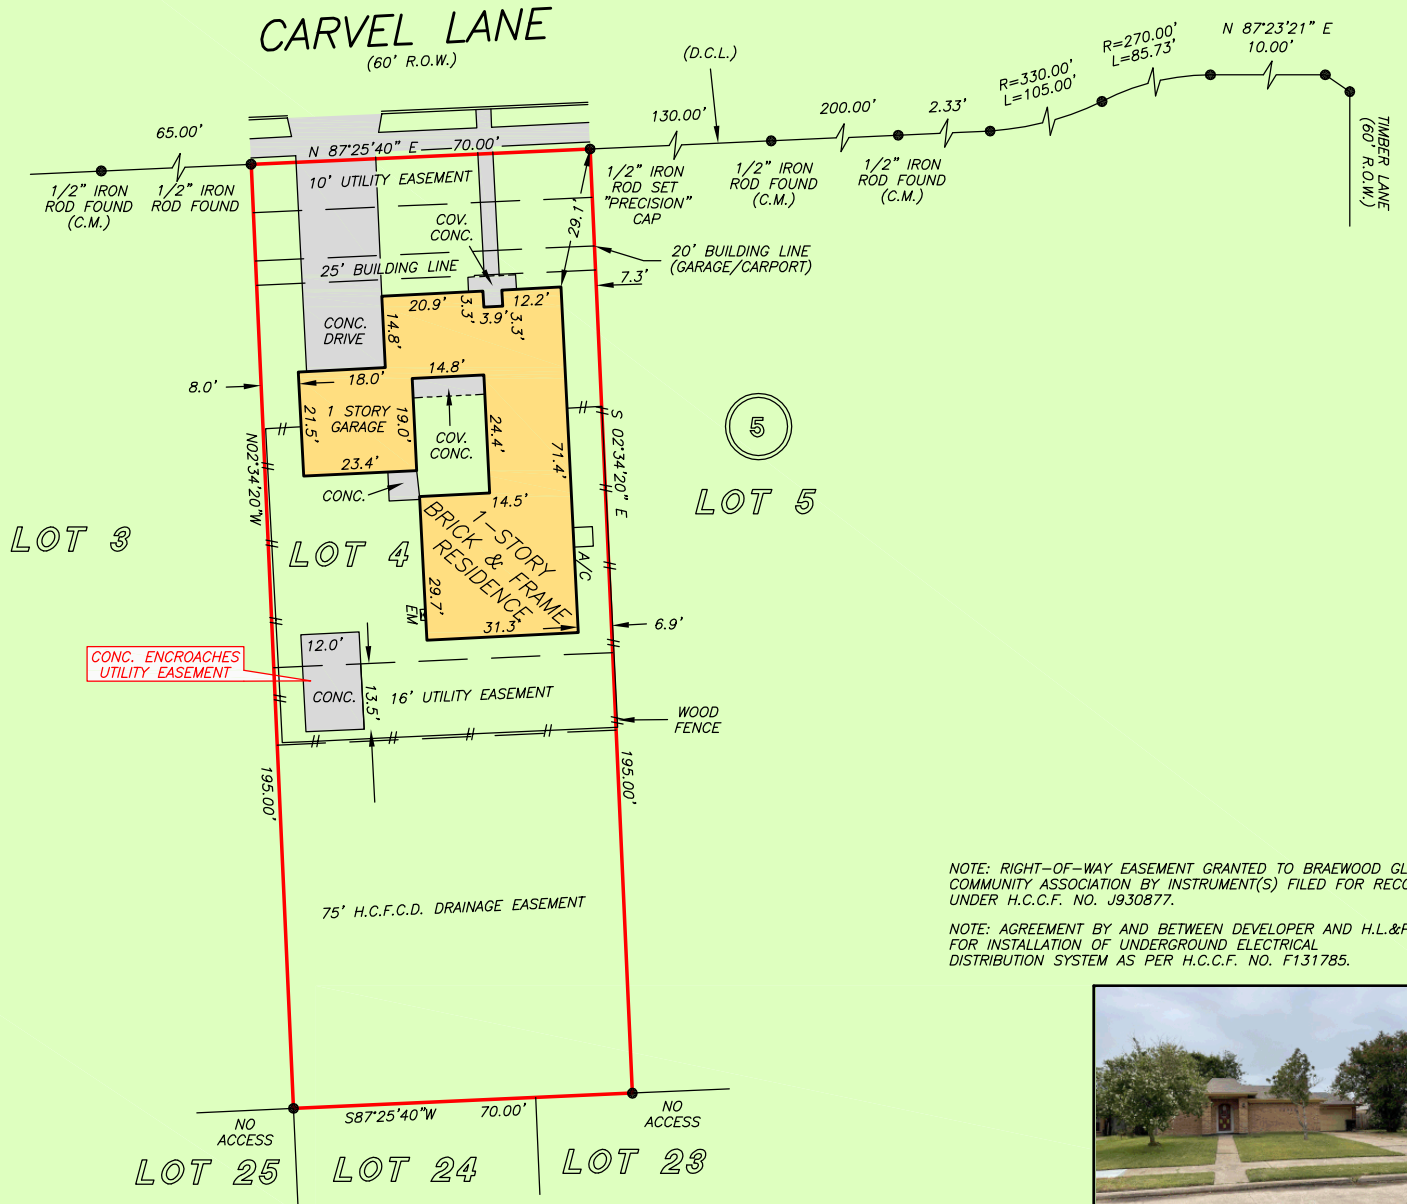 CARVEL LANE
(60' R.O.W.)
(D.C.L.)
65.00'
130.00'
200.00'
2.33'
R=330.00'
L=105.00'
R=270.00'
L=85.73'
N 87°23'21" E
10.00'
TIMBER LANE
(60' R.O.W.)
1/2" IRON
ROD FOUND
(C.M.)
1/2" IRON
ROD FOUND
N 87°25'40" E
70.00'
1/2" IRON
ROD SET
"PRECISION"
CAP
1/2" IRON
ROD FOUND
(C.M.)
1/2" IRON
ROD FOUND
(C.M.)
10' UTILITY EASEMENT
COV.
CONC.
29.1'
20' BUILDING LINE
(GARAGE/CARPORT)
25' BUILDING LINE
7.3'
20.9'
3.3'
3.9'
3.3'
12.2'
CONC.
DRIVE
14.8'
14.8'
8.0'
18.0'
1 STORY
GARAGE
21.5'
19.0'
23.4'
COV.
CONC.
24.4'
71.4'
CONC.
14.5'
N02°34'20"W
S 02°34'20" E
5
LOT 5
LOT 3
LOT 4
1-STORY
BRICK & FRAME
RESIDENCE
A/C
29.7'
EM
31.3'
6.9'
12.0'
CONC. ENCROACHES
UTILITY EASEMENT
CONC.
13.5'
16' UTILITY EASEMENT
WOOD
FENCE
195.00'
195.00'
75' H.C.F.C.D. DRAINAGE EASEMENT
NOTE: RIGHT-OF-WAY EASEMENT GRANTED TO BRAEWOOD GL
COMMUNITY ASSOCIATION BY INSTRUMENT(S) FILED FOR RECO
UNDER H.C.C.F. NO. J930877.
NOTE: AGREEMENT BY AND BETWEEN DEVELOPER AND H.L.&P
FOR INSTALLATION OF UNDERGROUND ELECTRICAL
DISTRIBUTION SYSTEM AS PER H.C.C.F. NO. F131785.
S87°25'40"W
70.00'
NO
ACCESS
NO
ACCESS
LOT 25
LOT 24
LOT 23